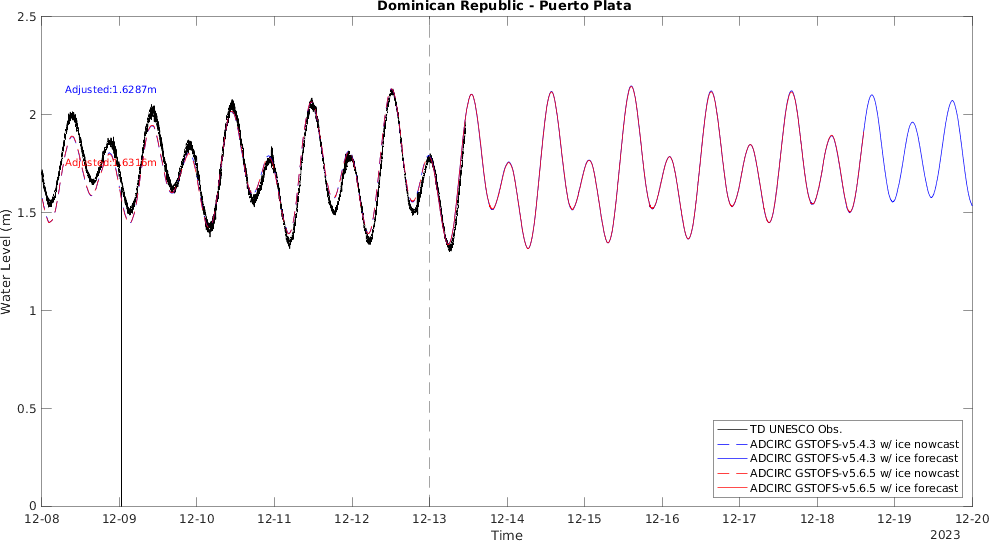 Dominican Republic - Puerto Plata
2.5
2
1.5
1
0.5
0
Water Level (m)
Adjusted:1.6287m
Adjusted:1.6316m
TD UNESCO Obs.
ADCIRC GSTOFS-v5.4.3 w/ ice nowcast
ADCIRC GSTOFS-v5.4.3 w/ ice forecast
ADCIRC GSTOFS-v5.6.5 w/ ice nowcast
ADCIRC GSTOFS-v5.6.5 w/ ice forecast
12-08 12-09 12-10 12-11 12-12 12-13 12-14 12-15 12-16 12-17 12-18 12-19 12-20
Time
2023